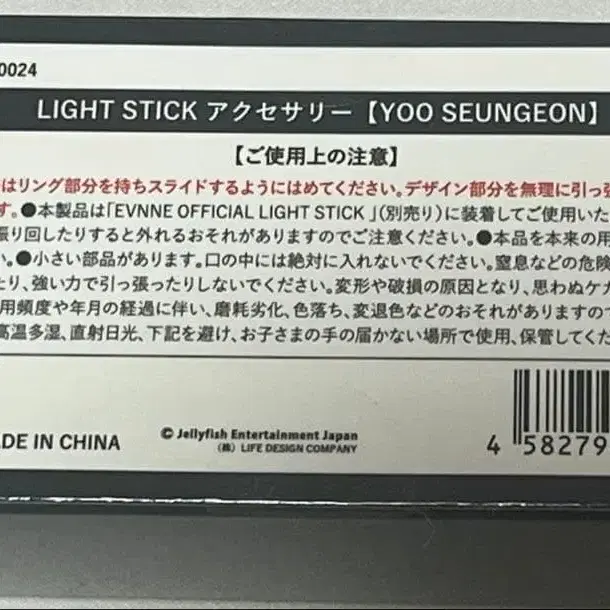 0024
LIGHT STICK アクセサリー【YOO SEUNGEON】
【ご使用上の注意】
はリング部分を持ちスライドするようにはめてください。デザイン部分を無理に引っ張
す。●本製品は「EVNNE OFFICIAL LIGHT STICK 」(別売り)に装着してご使用いた
振り回したりすると外れるおそれがありますのでご注意ください。●本品を本来の用
い。●小さい部品があります。口の中には絶対に入れないでください。窒息などの危険
たり、強い力で引っ張ったりしないでください。変形や破損の原因となり、思わぬケガ
用頻度や年月の経過に伴い、磨耗劣化、色落ち、変退色などのおそれがありますので
高温多湿、直射日光、下記を避け、お子さまの手の届かない場所で使用、保管してくだ
DE IN CHINA
© Jellyfish Entertainment Japan
(株) LIFE DESIGN COMPANY
4 58279